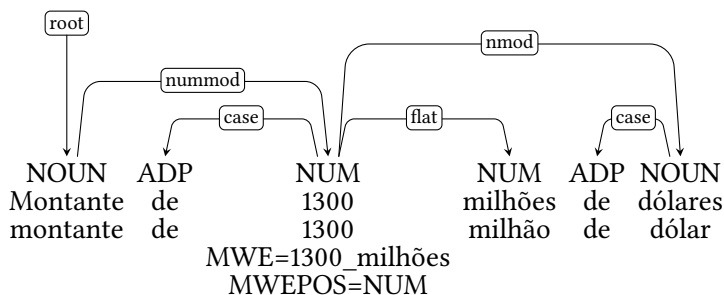 root
nmod
nummod
case flat case
NOUN ADP NUM NUM ADP NOUN
Montante de 1300 milhões de dólares
montante de 1300 milhão de dólar
MWE=1300_milhões
MWEPOS=NUM